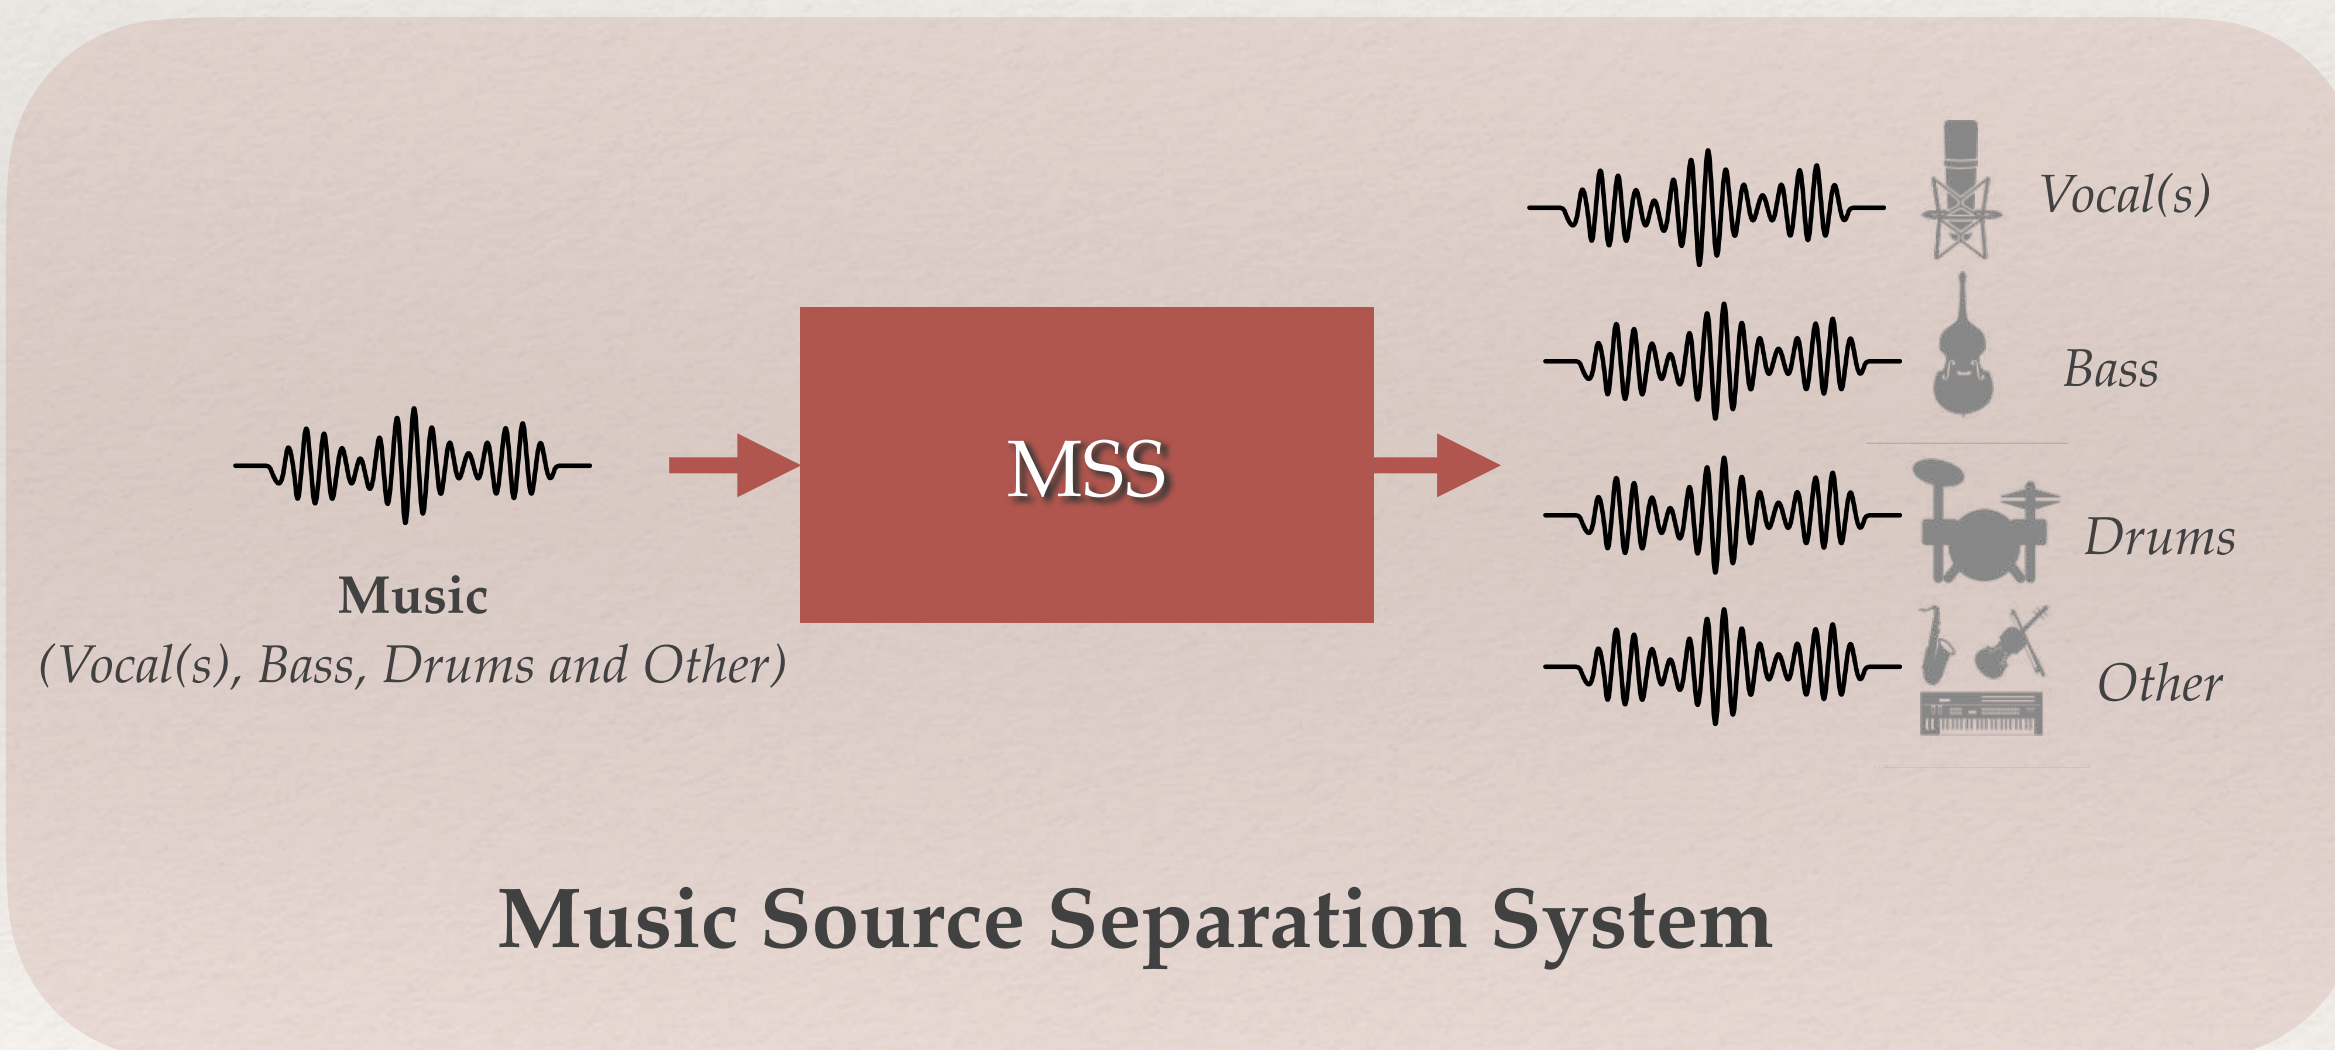 Vocal(s)
Bass
MSS
Drums
Music
(Vocal(s), Bass, Drums and Other)
Other
Music Source Separation System